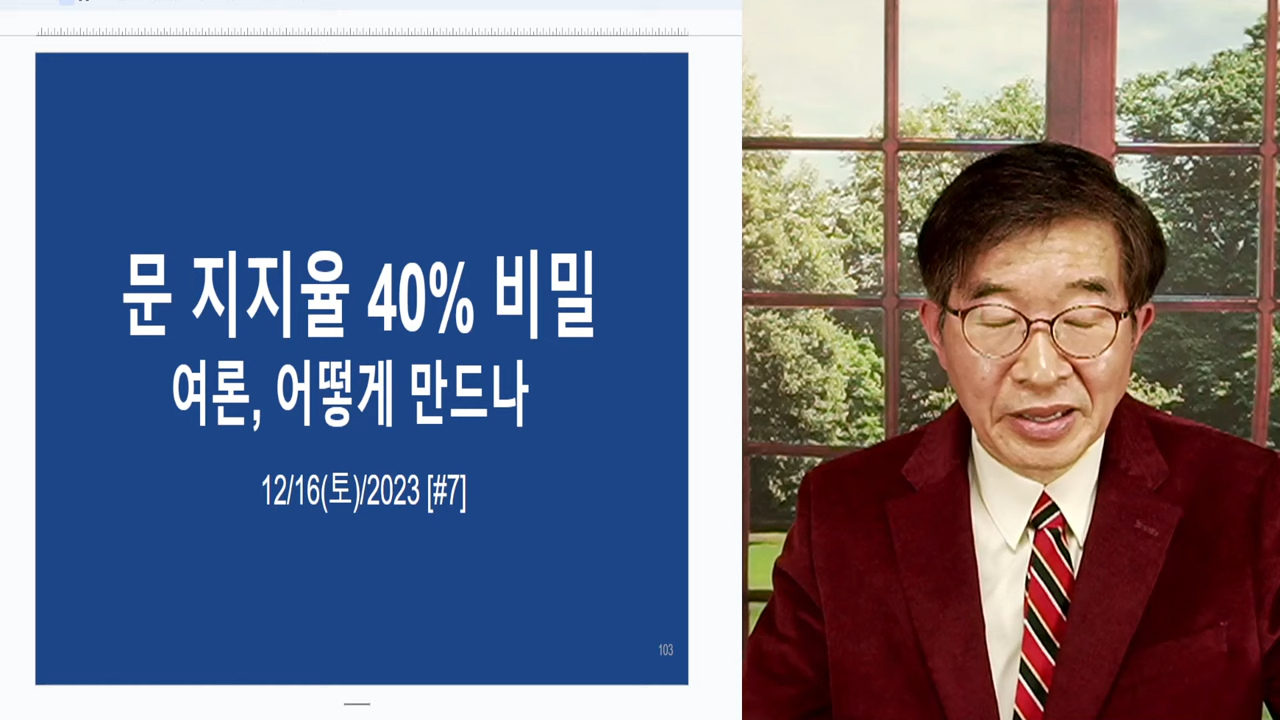 문 지지율 40% 비밀
여론, 어떻게 만드나
12/16(토)/2023 [#7]
103